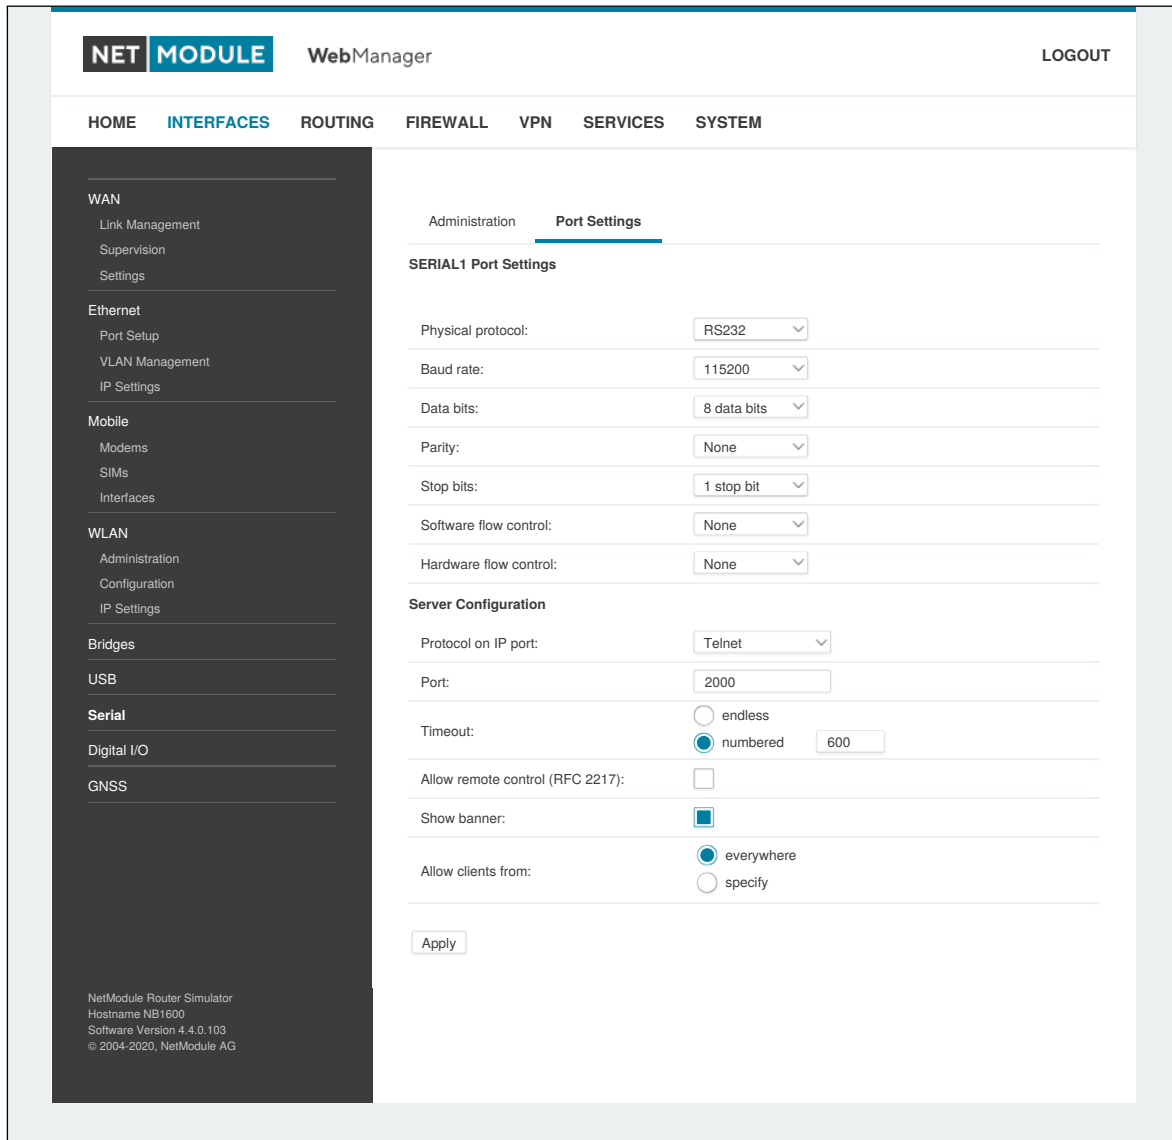 NET MODULE WebManager LOGOUT
HOME INTERFACES ROUTING FIREWALL VPN SERVICES SYSTEM
WAN
Link Management
Supervision
Settings
Ethernet
Port Setup
VLAN Management
IP Settings
Mobile
Modems
SIMs
Interfaces
WLAN
Administration
Configuration
IP Settings
Bridges
USB
Serial
Digital I/O
GNSS
NetModule Router Simulator
Hostname NB1600
Software Version 4.4.0.103
© 2004-2020, NetModule AG
Administration Port Settings
SERIAL1 Port Settings
Physical protocol: RS232
Baud rate: 115200
Data bits: 8 data bits
Parity: None
Stop bits: 1 stop bit
Software flow control: None
Hardware flow control: None
Server Configuration
Protocol on IP port: Telnet
Port: 2000
Timeout:
endless
numbered 600
Allow remote control (RFC 2217):
Show banner:
Allow clients from:
everywhere
specify
Apply